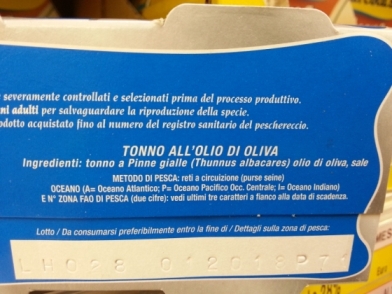 severamente controllati e selezionati prima del processo produttivo.
ni adulti per salvaguardare la riproduzione della specie.
odotto acquistato fino al numero del registro sanitario del peschereccio.
TONNO ALL'OLIO DI OLIVA
Ingredienti: tonno a Pinne gialle (Thunnus albacares) olio di oliva, sale
METODO DI PESCA: reti a circuizione (purse seine)
OCEANO (A= Oceano Atlantico; P= Oceano Pacifico Occ. Centrale; I= Oceano Indiano)
E N° ZONA FAO DI PESCA (due cifre): vedi ultimi tre caratteri a fianco alla data di scadenza.
Lotto / Da consumarsi preferibilmente entro la fine di / Dettagli sulla zona di pesca:
LH028 012018P71